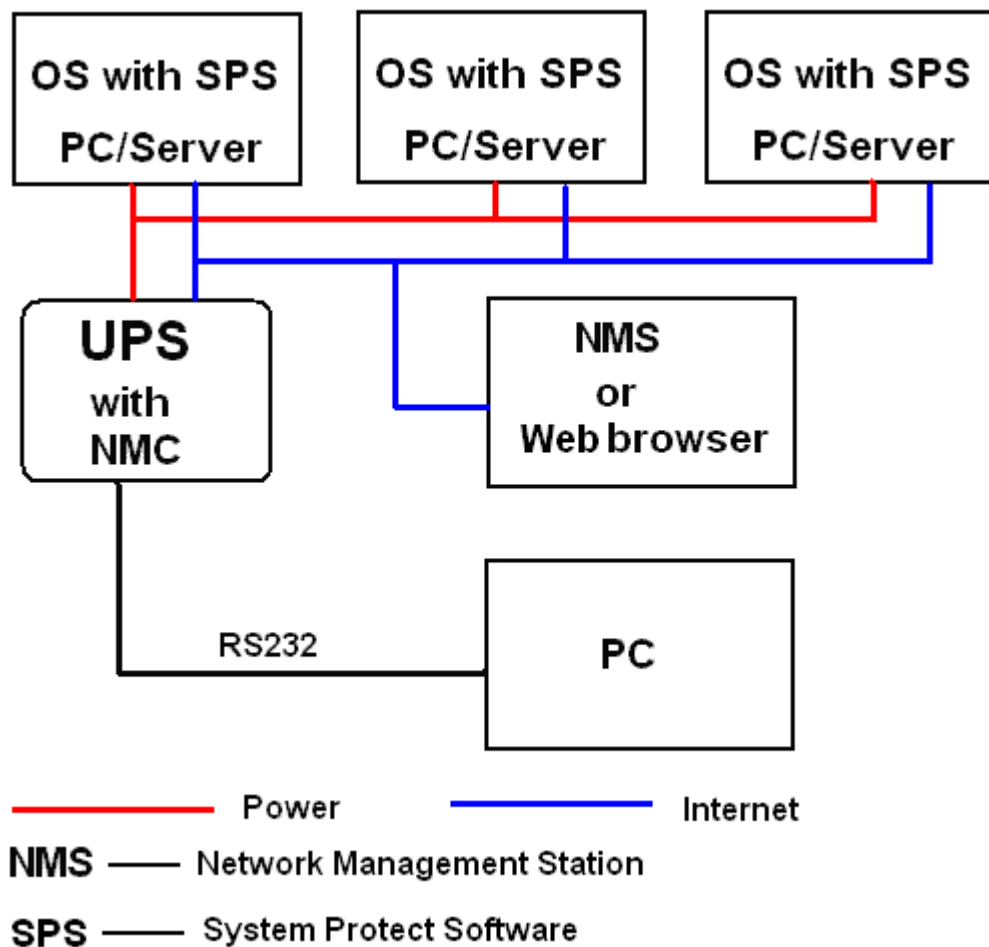 OS with SPS
PC/Server
OS with SPS
PC/Server
OS with SPS
PC/Server
UPS
with
NMC
NMS
or
Web browser
RS232
PC
Power
Internet
NMS
Network Management Station
SPS
System Protect Software